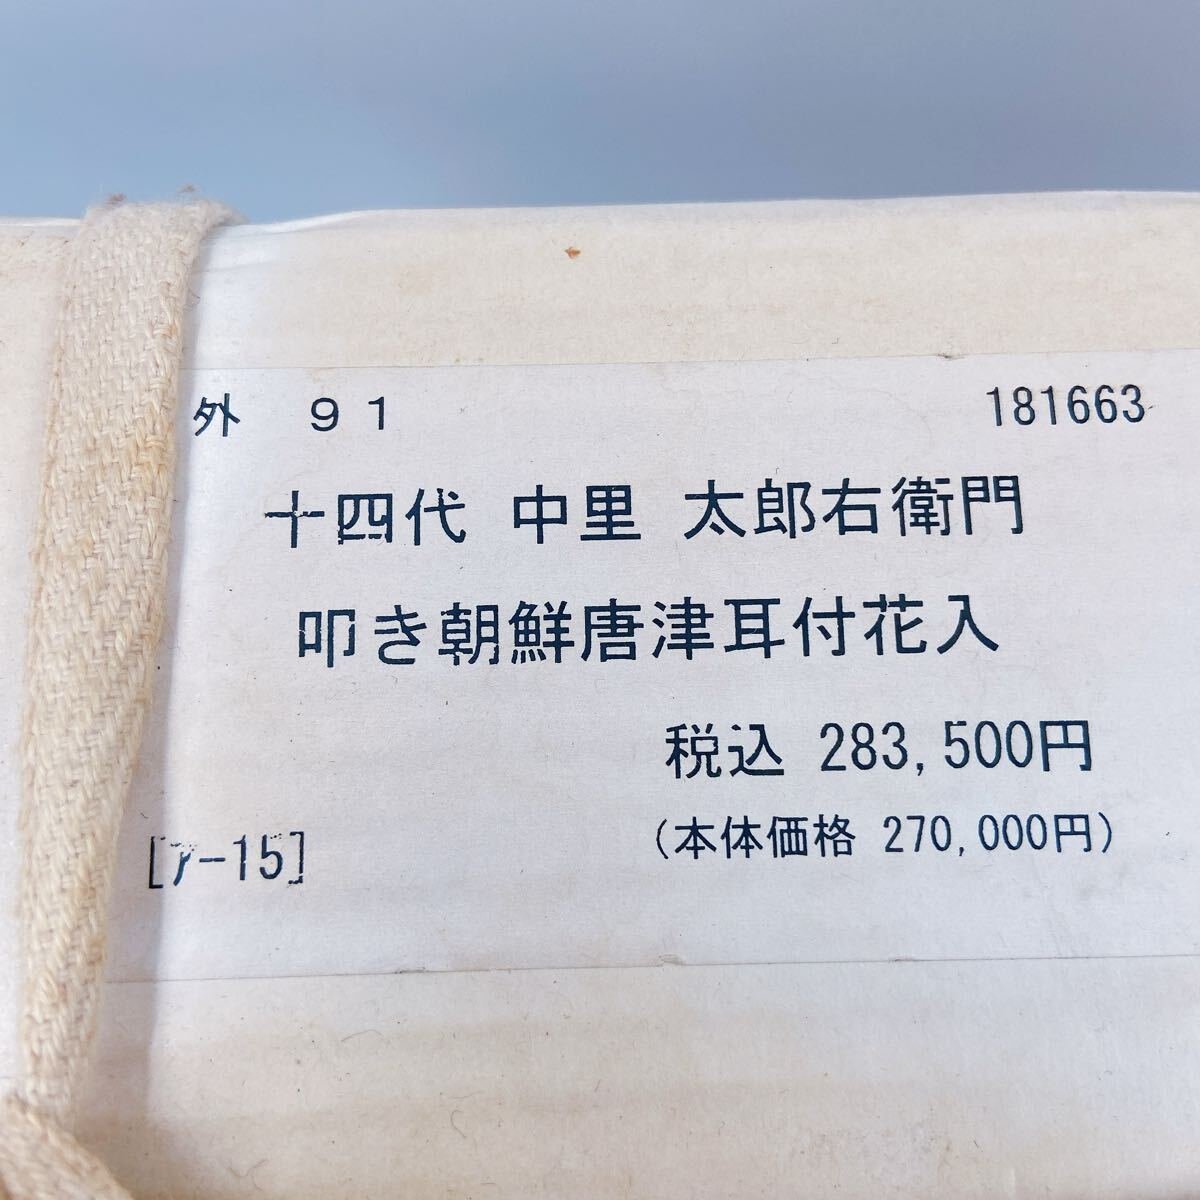 外 91 181663
十四代 中里 太郎右衛門
叩き朝鮮唐津耳付花入
税込 283,500円
(本体価格 270,000円)
[ア-15]